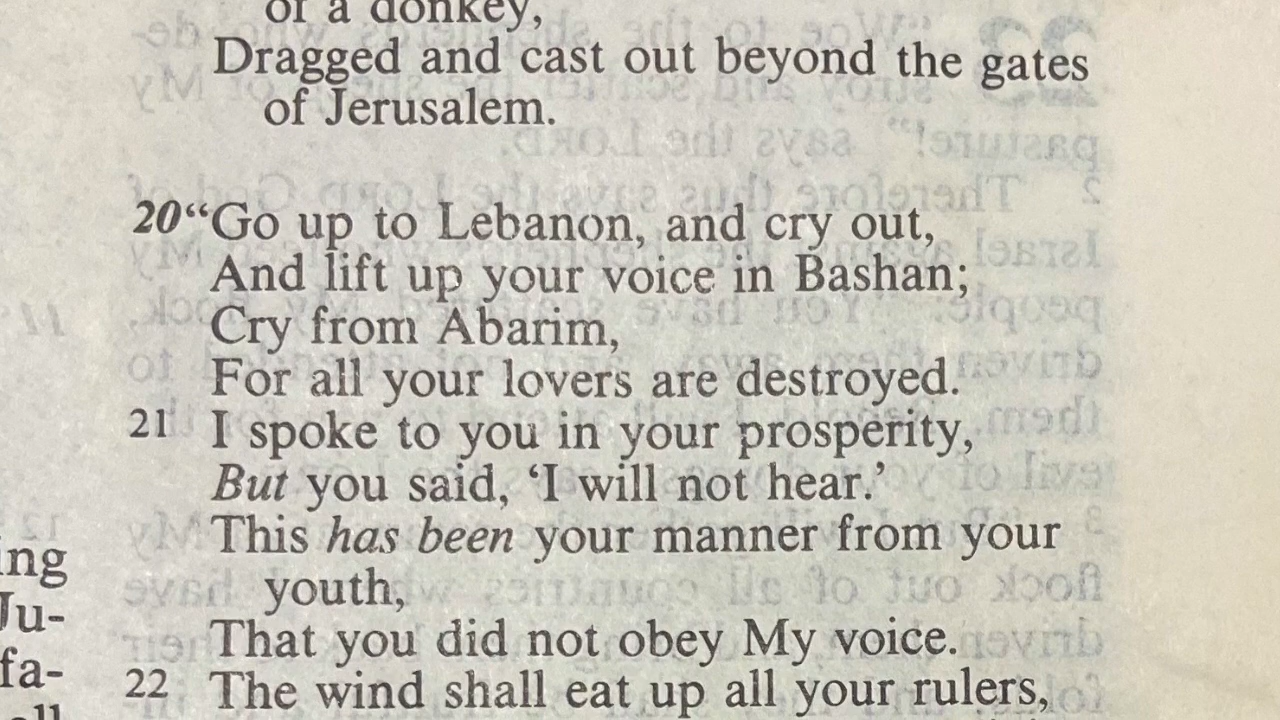 of a donkey,
Dragged and cast out beyond the gates
of Jerusalem.
20 “Go up to Lebanon, and cry out,
And lift up your voice in Bashan;
Cry from Abarim,
For all your lovers are destroyed.
21 I spoke to you in your prosperity,
But you said, ‘I will not hear.’
This has been your manner from your
youth,
That you did not obey My voice.
22 The wind shall eat up all your rulers,
ing
Ju-
fa-